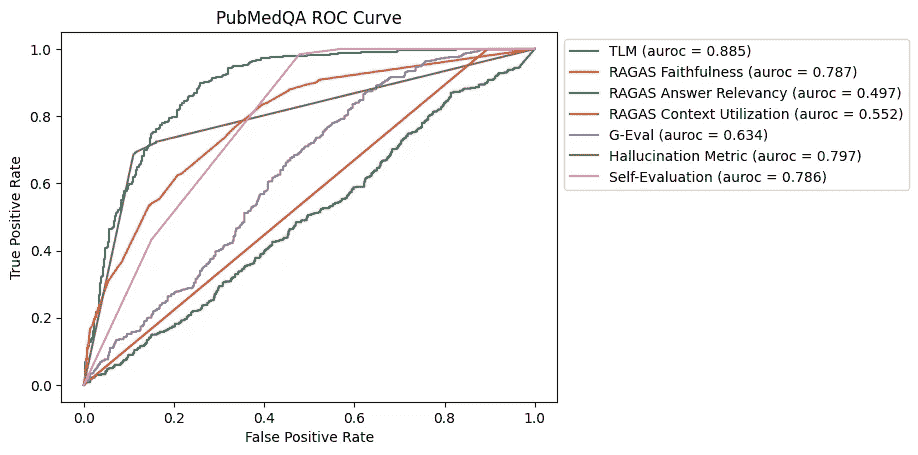 PubMedQA ROC Curve
1.0
0.8
0.6
0.4
0.2
0.0
True Positive Rate
0.0 0.2 0.4 0.6 0.8 1.0
False Positive Rate
TLM (auroc = 0.885)
RAGAS Faithfulness (auroc = 0.787)
RAGAS Answer Relevancy (auroc = 0.497)
RAGAS Context Utilization (auroc = 0.552)
G-Eval (auroc = 0.634)
Hallucination Metric (auroc = 0.797)
Self-Evaluation (auroc = 0.786)